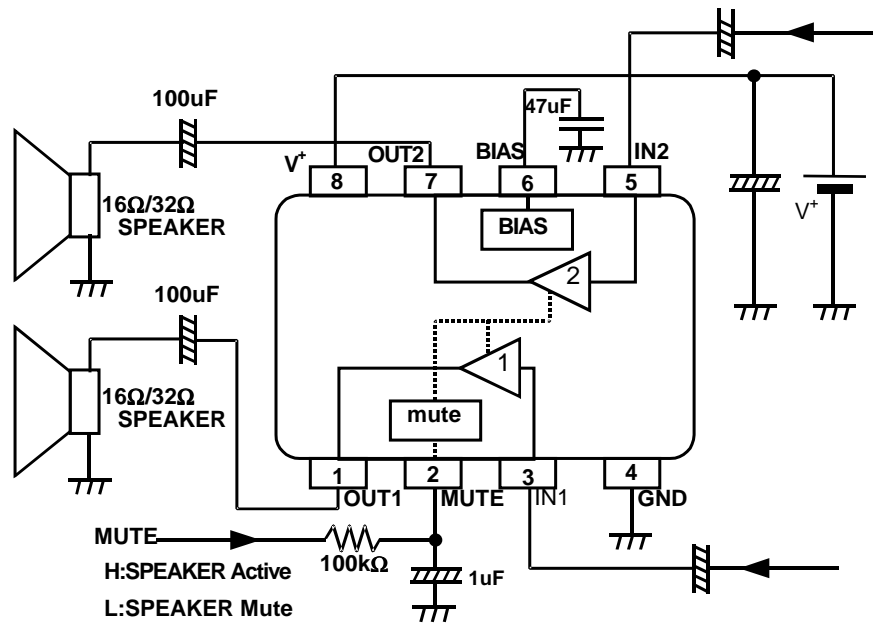 100uF
47uF
V+
OUT2
BIAS
IN2
8
7
6
5
16Ω/32Ω
SPEAKER
BIAS
V+
2
100uF
1
16Ω/32Ω
SPEAKER
mute
1
2
3
4
OUT1
MUTE
IN1
GND
MUTE
100kΩ
H:SPEAKER Active
1uF
L:SPEAKER Mute